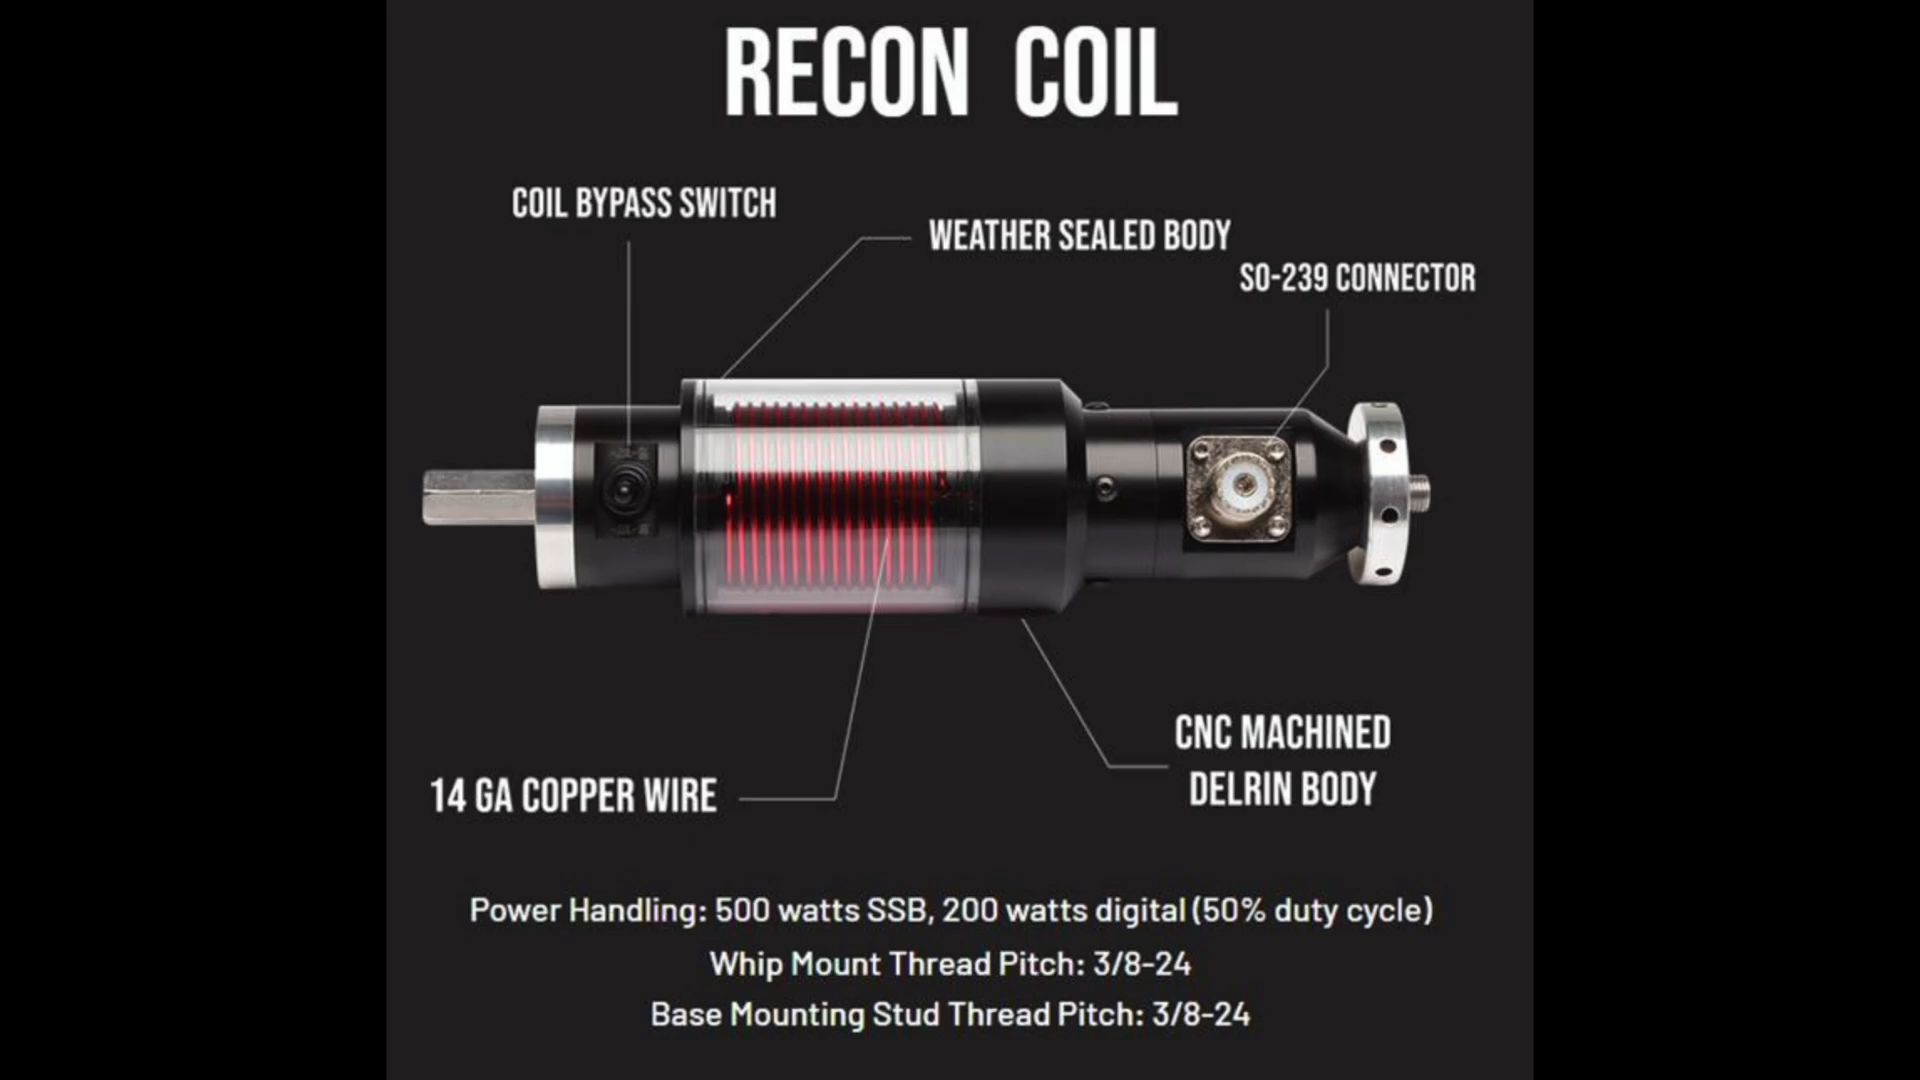 RECON COIL
COIL BYPASS SWITCH
WEATHER SEALED BODY
SO-239 CONNECTOR
14 GA COPPER WIRE
CNC MACHINED
DELRIN BODY
Power Handling: 500 watts SSB, 200 watts digital (50% duty cycle)
Whip Mount Thread Pitch: 3/8-24
Base Mounting Stud Thread Pitch: 3/8-24